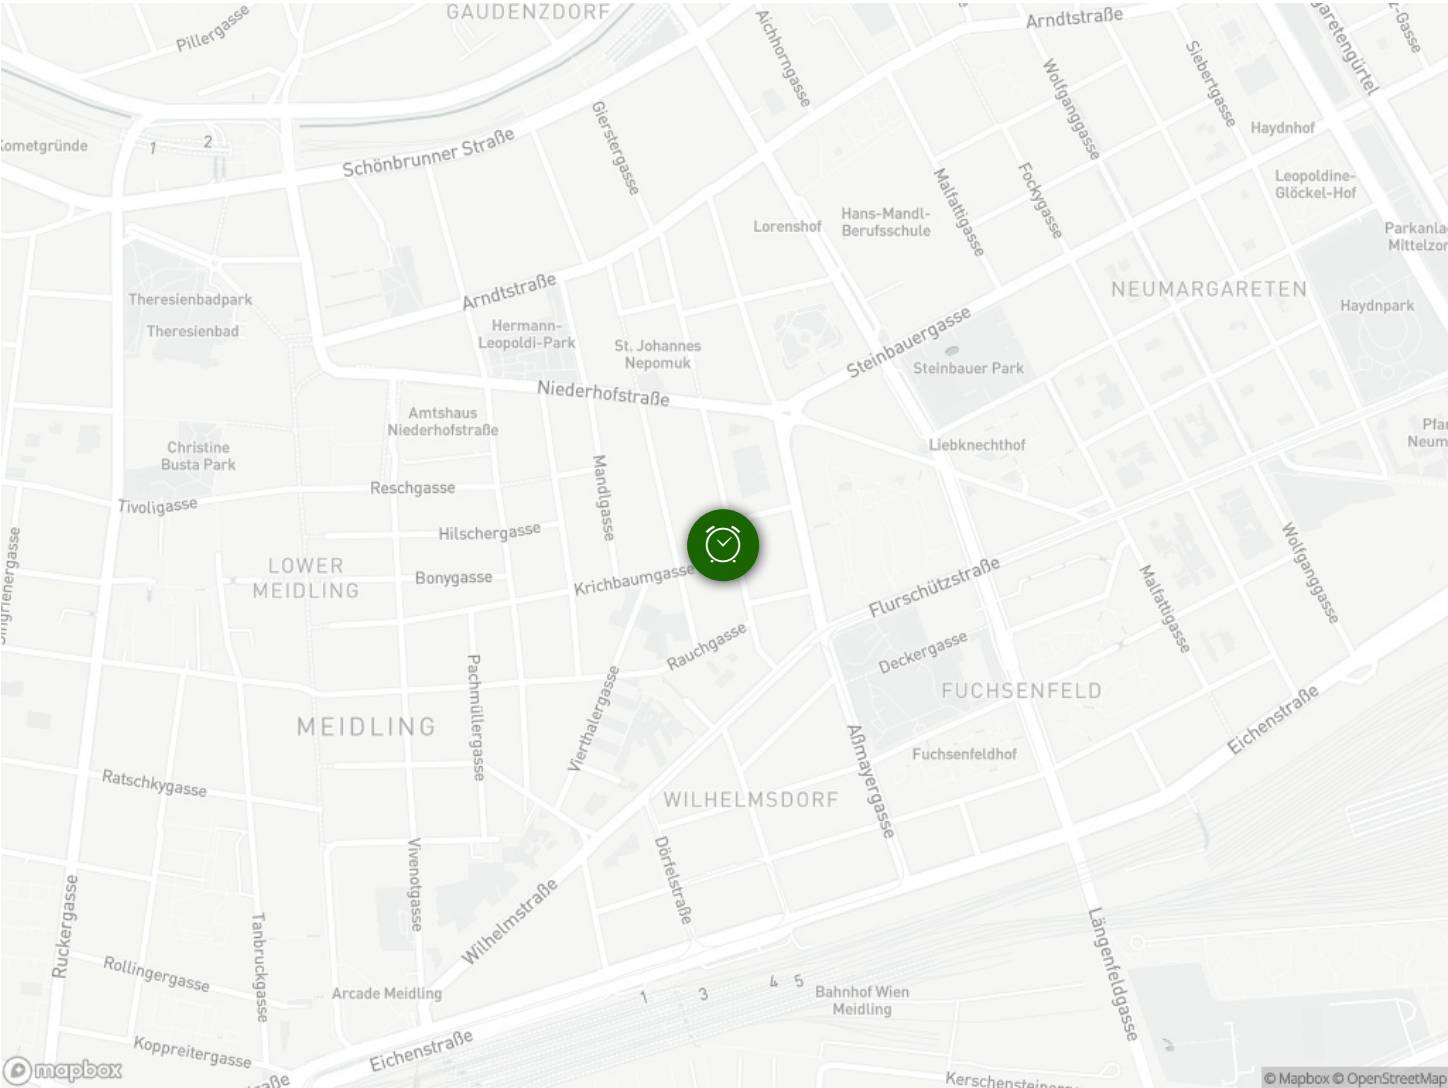 GAUDENZDORF
Pillergasse
Aichhorngasse
Arndtstraße
Siebertgasse
Wolfganggasse
Haydnhof
1
2
Schönbrunner Straße
Gierstergasse
Malfattigasse
Fockygasse
Leopoldine-
Glöckel-Hof
Lorenshof
Hans-Mandl-
Berufsschule
Theresienbadpark
Theresienbad
Arndtstraße
Hermann-
Leopoldi-Park
St. Johannes
Nepomuk
NEUMARGARETEN
Haydnpark
Steinbauergasse
Steinbauer Park
Niederhofstraße
Amtshaus
Niederhofstraße
Christine
Busta Park
Liebknechthof
Tivoligasse
Reschgasse
Mandlgasse
Hilschergasse
LOWER
MEIDLING
Bonygasse
Krichbaumgasse
Flurschützstraße
Malfattigasse
Wolfganggasse
Rauchgasse
Deckergasse
Pachmüllergasse
Vierthalergasse
FUCHSENFELD
MEIDLING
Aßmayergasse
Fuchsenfeldhof
Eichenstraße
Ratschkygasse
WILHELMSDORF
Vivenotgasse
Dörfelstraße
Ruckergasse
Tanbruckgasse
Wilhelmstraße
Längenfeldgasse
Rollingergasse
Arcade Meidling
1
3
4
5
Bahnhof Wien
Meidling
Koppreitergasse
Eichenstraße
mapbox
© Mapbox © OpenStreetMap